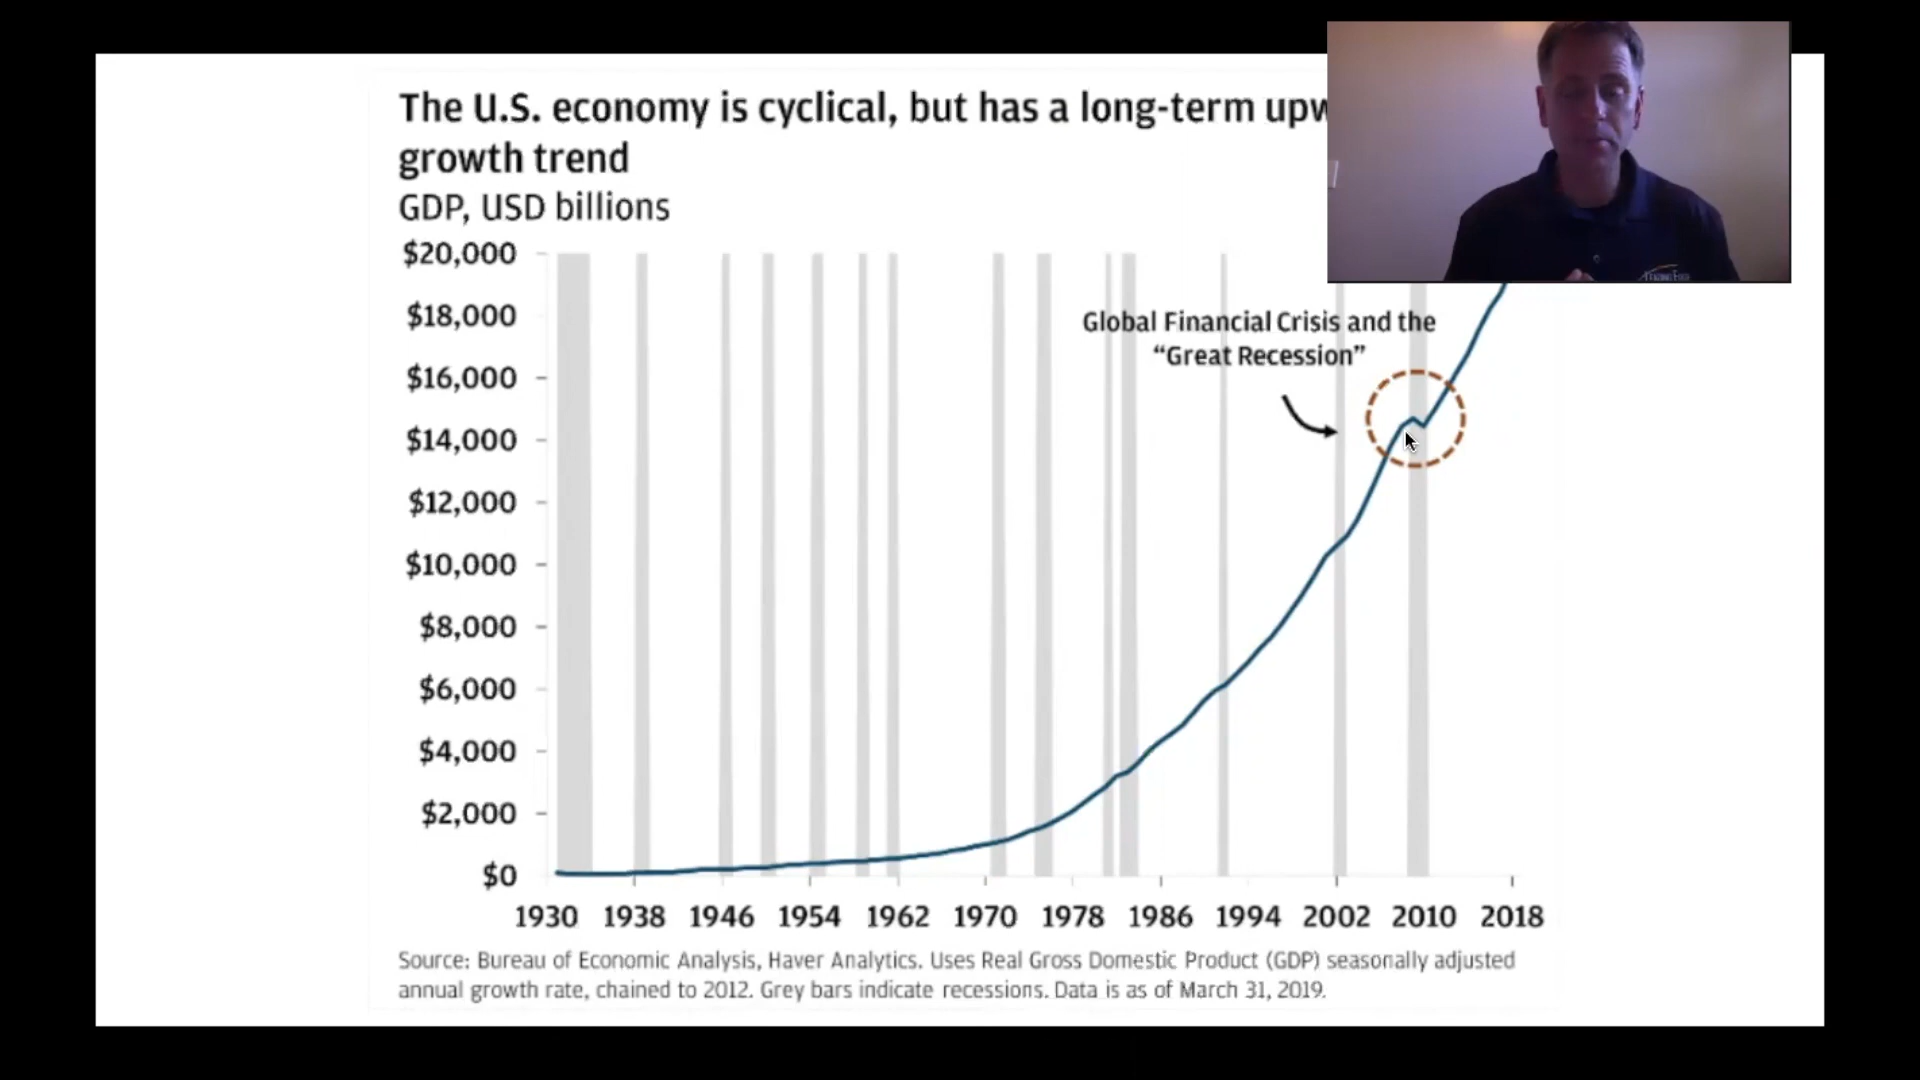 The U.S. economy is cyclical, but has a long-term upw
growth trend
GDP, USD billions
$20,000
$18,000
Global Financial Crisis and the
“Great Recession”
$16,000
$14,000
$12,000
$10,000
$8,000
$6,000
$4,000
$2,000
$0
1930 1938 1946 1954 1962 1970 1978 1986 1994 2002 2010 2018
Source: Bureau of Economic Analysis, Haver Analytics. Uses Real Gross Domestic Product (GDP) seasonally adjusted
annual growth rate, chained to 2012. Grey bars indicate recessions. Data is as of March 31, 2019.